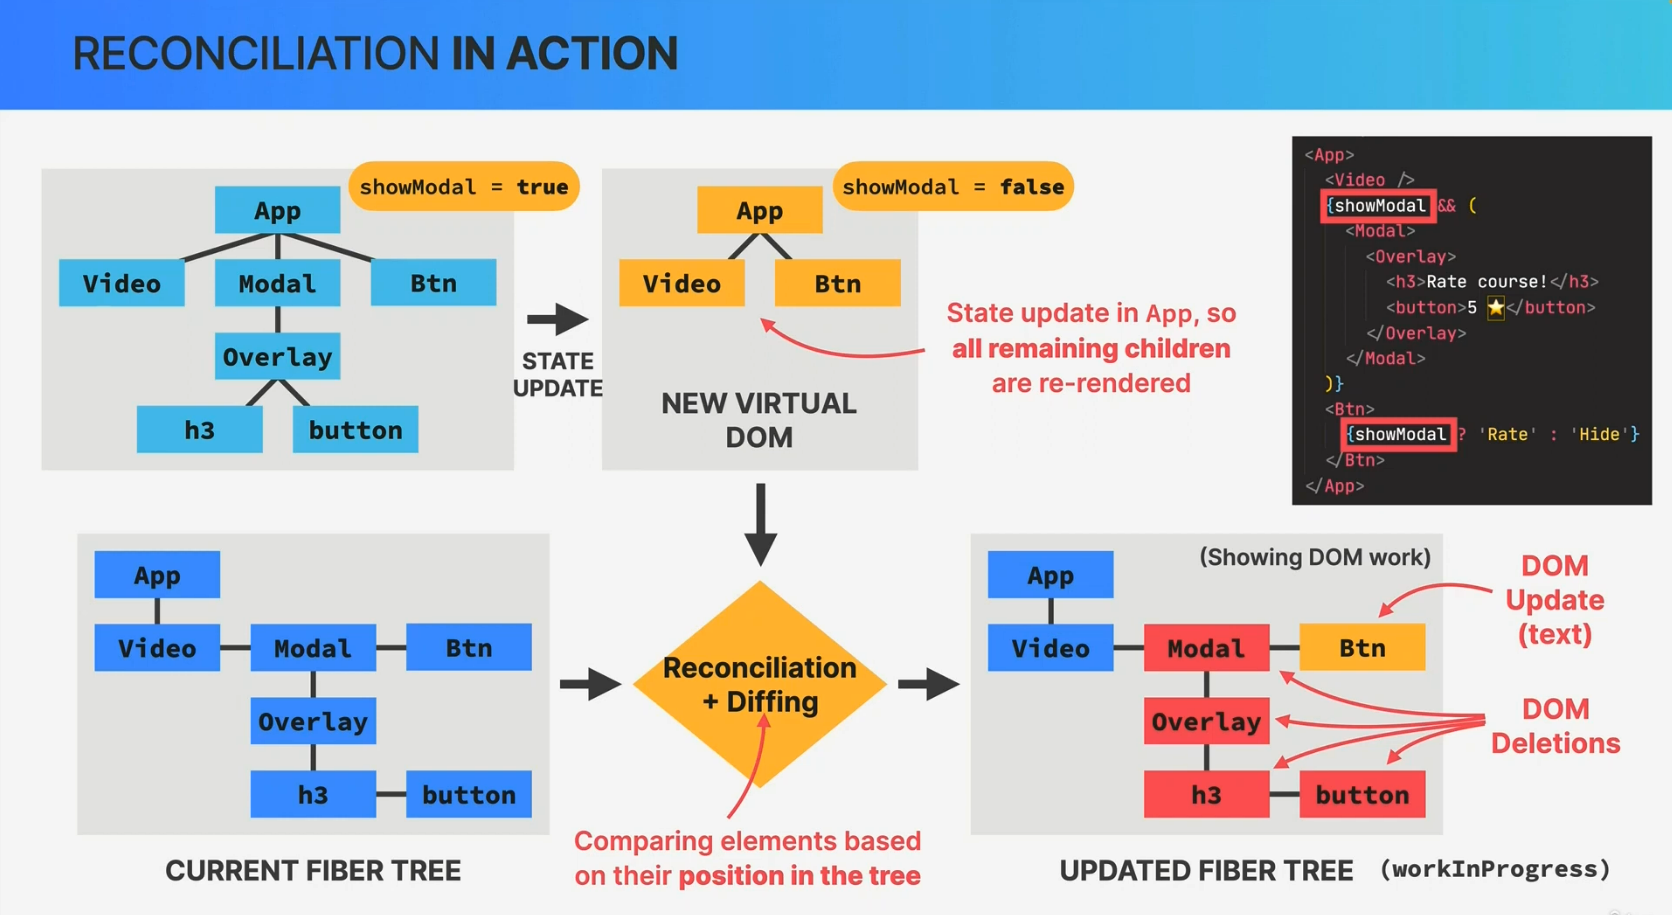 RECONCILIATION IN ACTION
showModal = true
App
Video
Modal
Btn
Overlay
h3
button
STATE
UPDATE
showModal = false
App
Video
Btn
NEW VIRTUAL
DOM
State update in App, so
all remaining children
are re-rendered
<App>
<Video />
{showModal && (
<Modal>
<Overlay>
<h3>Rate course!</h3>
<button>5 ⭐</button>
</Overlay>
</Modal>
)}
<Btn>
{showModal ? 'Rate' : 'Hide'}
</Btn>
</App>
App
Video
Modal
Btn
Overlay
h3
button
CURRENT FIBER TREE
Reconciliation
+ Diffing
Comparing elements based
on their position in the tree
(Showing DOM work)
App
Video
Modal
Btn
Overlay
h3
button
DOM
Update
(text)
DOM
Deletions
UPDATED FIBER TREE (workInProgress)